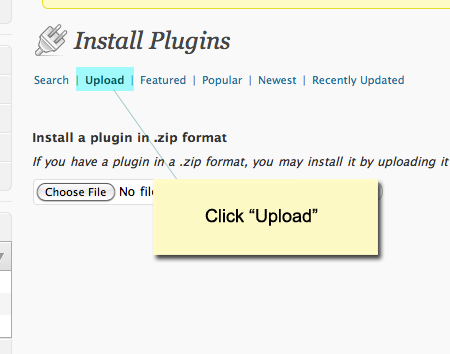 Install Plugins
Search | Upload | Featured | Popular | Newest | Recently Updated
Install a plugin in .zip format
If you have a plugin in a .zip format, you may install it by uploading it
Choose File No file
Click “Upload”